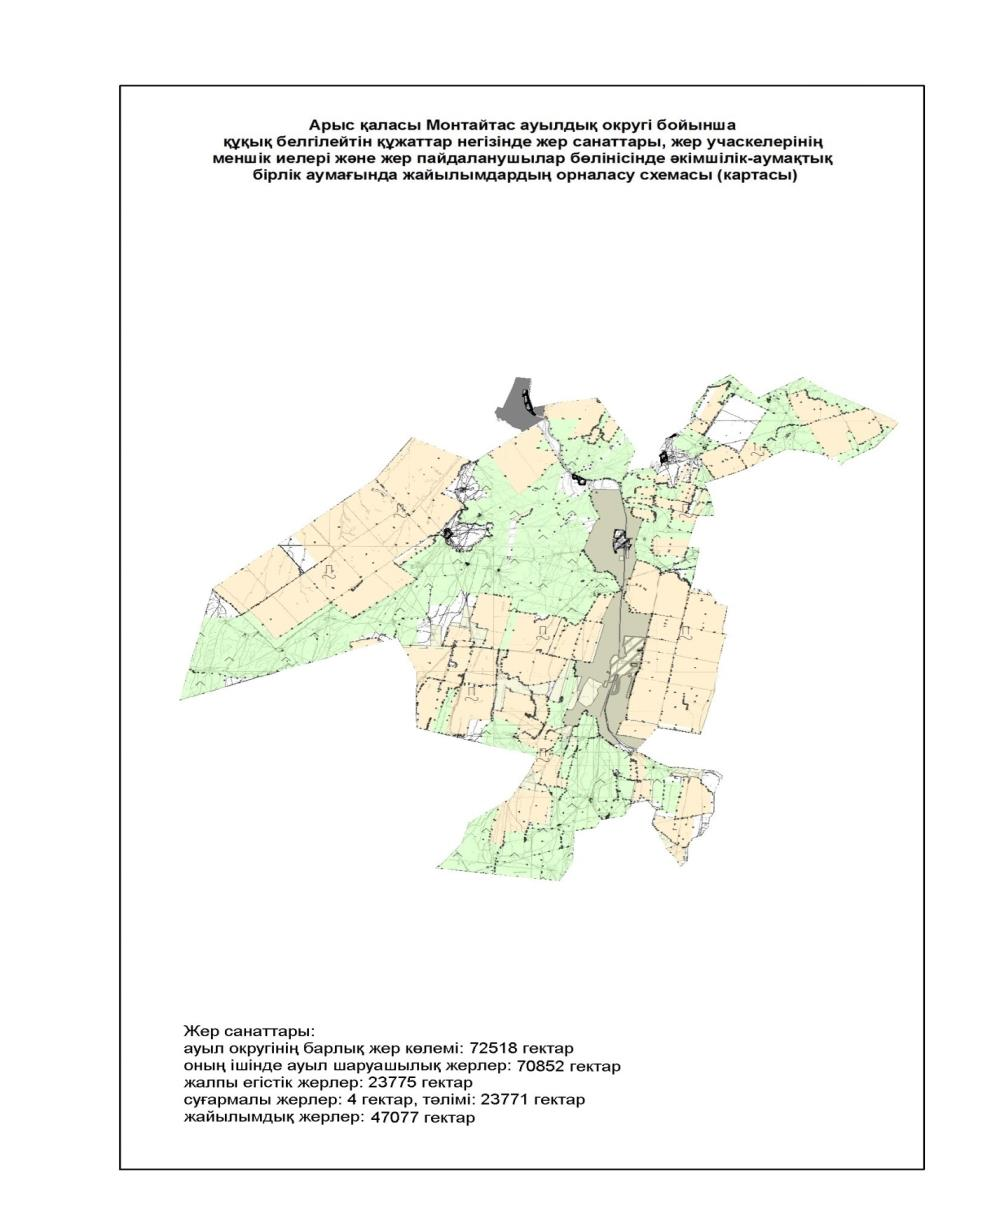 Арыс қаласы Монтайтас ауылдық округі бойынша
құқық белгілейтін құжаттар негізінде жер санаттары, жер учаскелерінің
меншік иелері және жер пайдаланушылар бөлінісінде әкімшілік-аумақтық
бірлік аумағында жайылымдардың орналасу схемасы (картасы)
Жер санаттары:
ауыл округінің барлық жер көлемі: 72518 гектар
оның ішінде ауыл шаруашылық жерлер: 70852 гектар
жалпы егістік жерлер: 23775 гектар
суғармалы жерлер: 4 гектар, тәлімі: 23771 гектар
жайылымдық жерлер: 47077 гектар